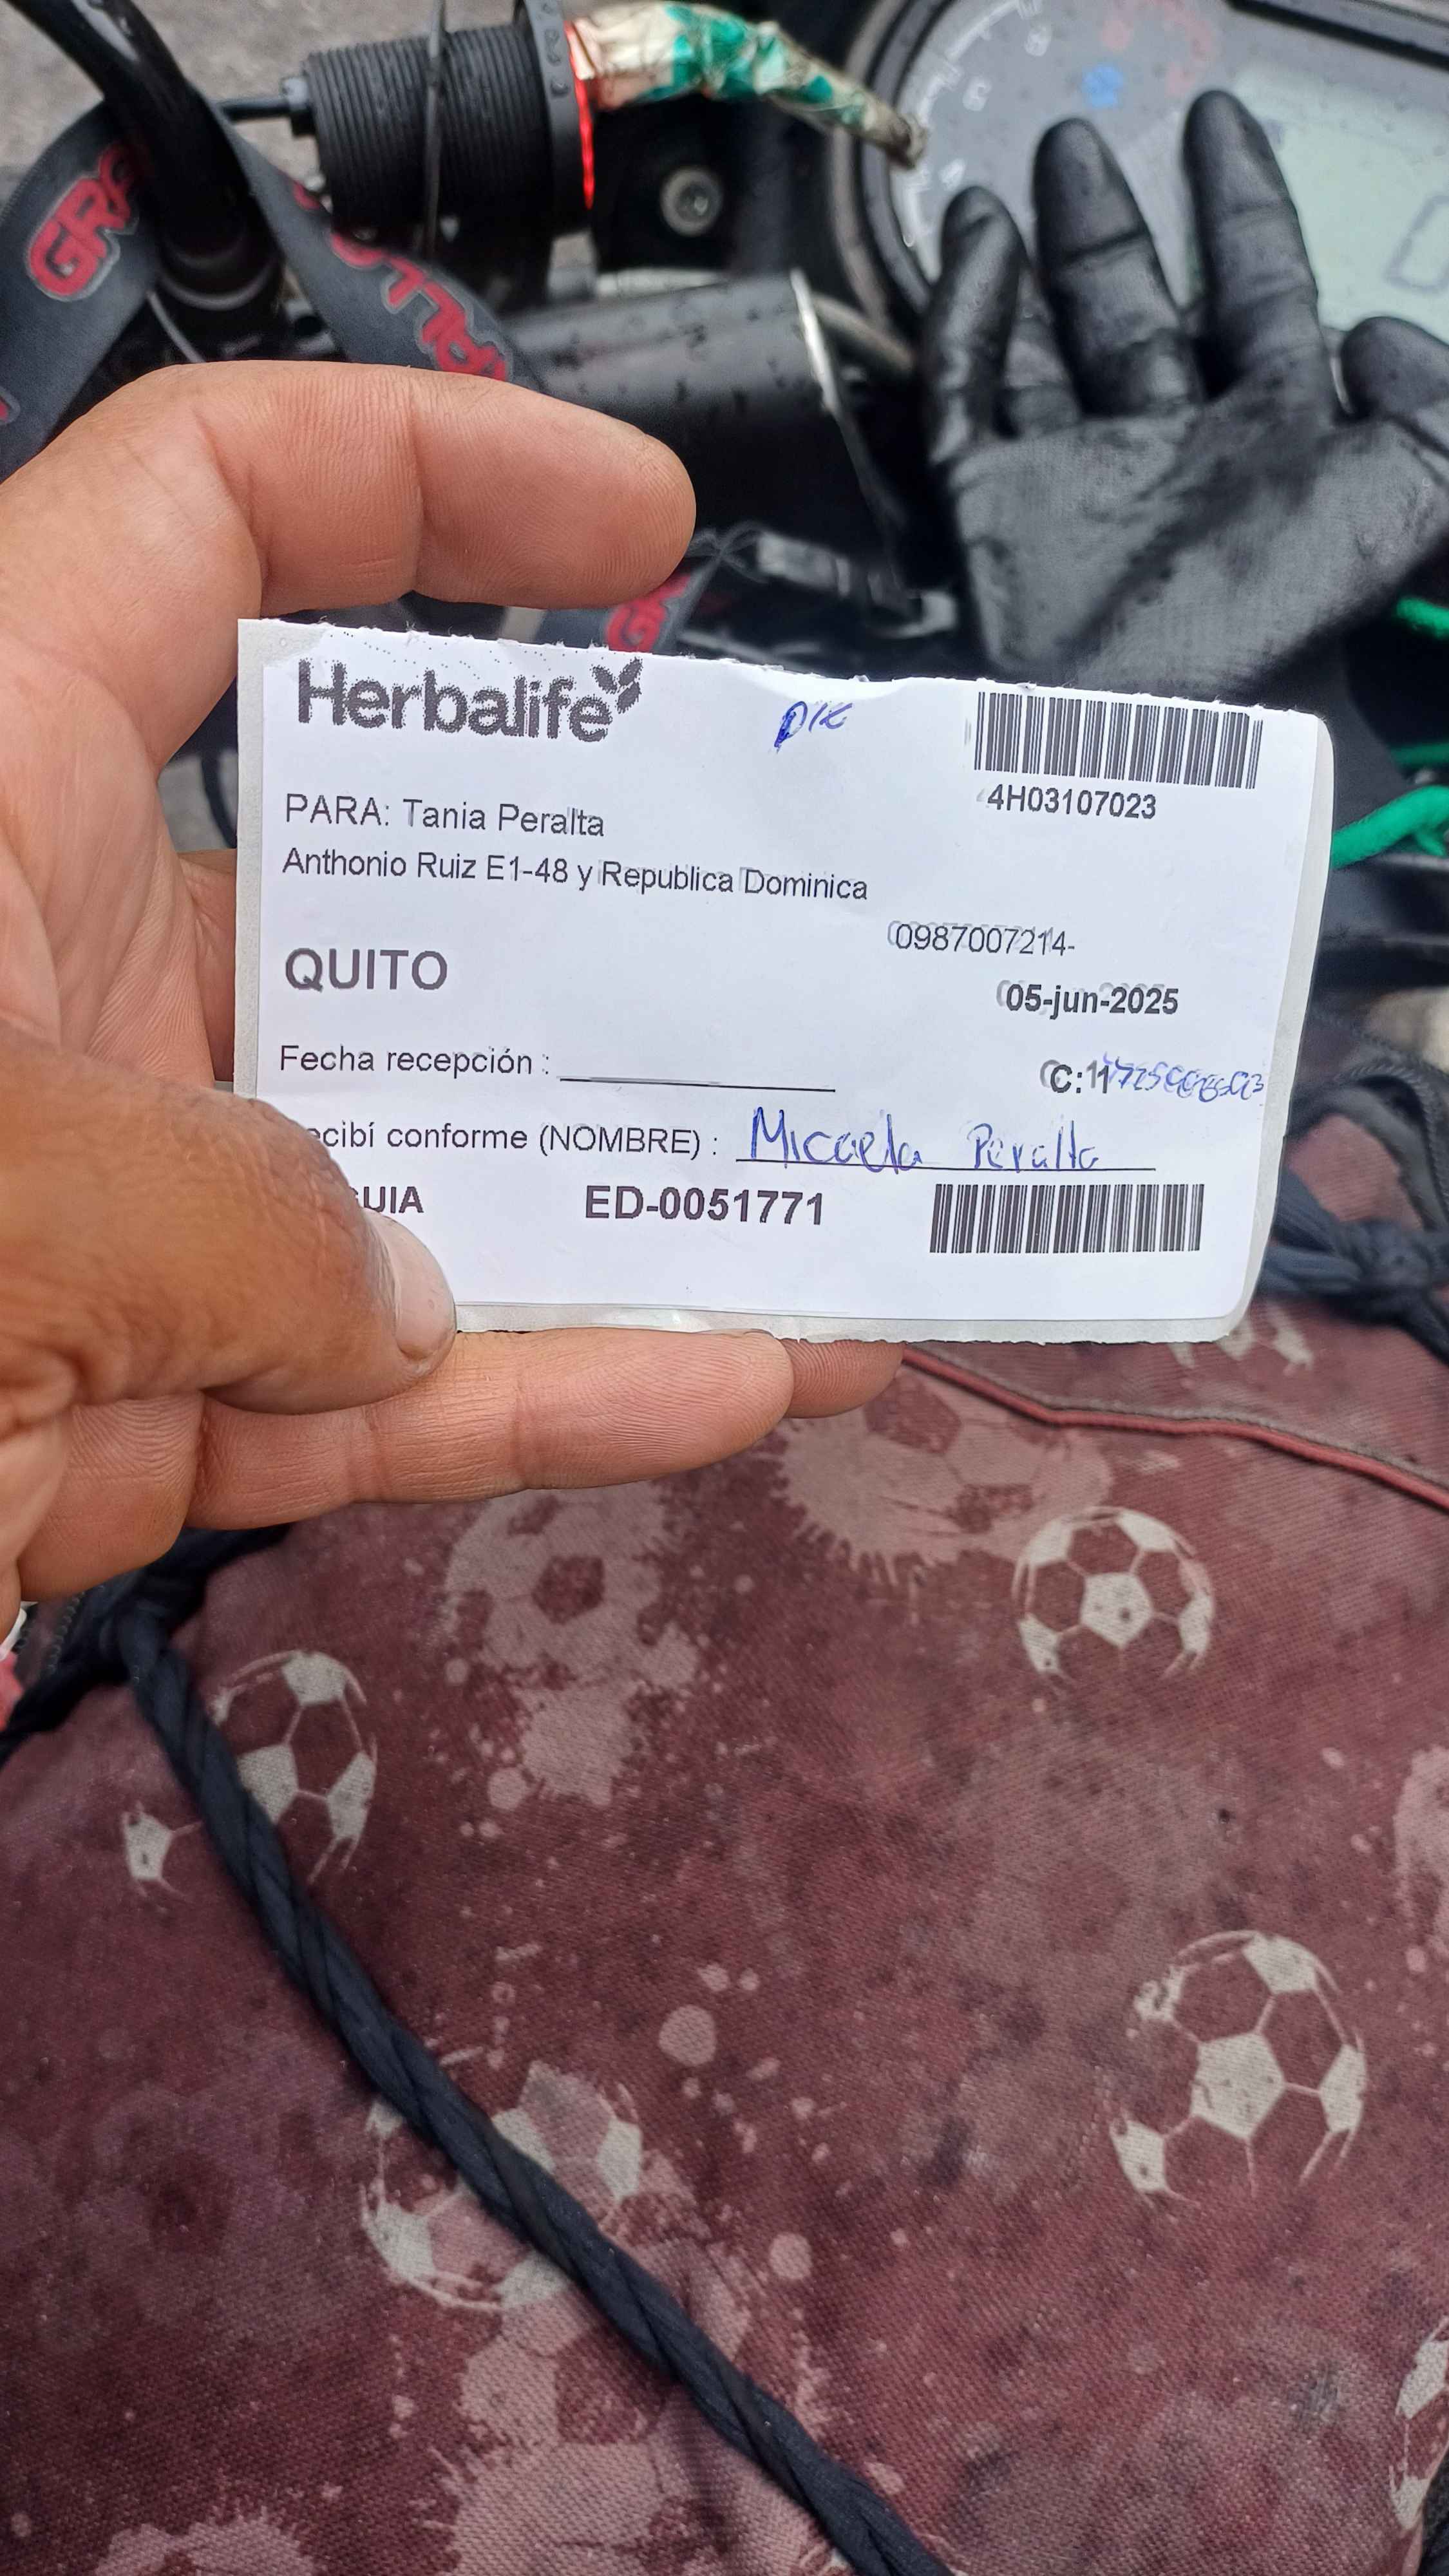 Herbalife
4H03107023
PARA: Tania Peralta
Anthonio Ruiz E1-48 y Republica Dominica
0987007214-
QUITO
05-jun-2025
Fecha recepción :
C:1
ecibí conforme (NOMBRE) : Micaela Peralta
UIA ED-0051771